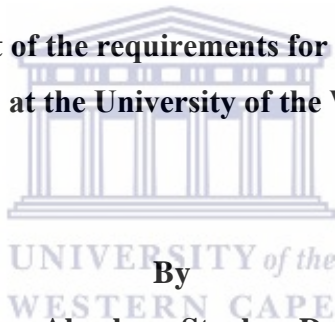 t of the requirements for
at the University of the
UNIVERSITY of the
By
WESTERN CAPE